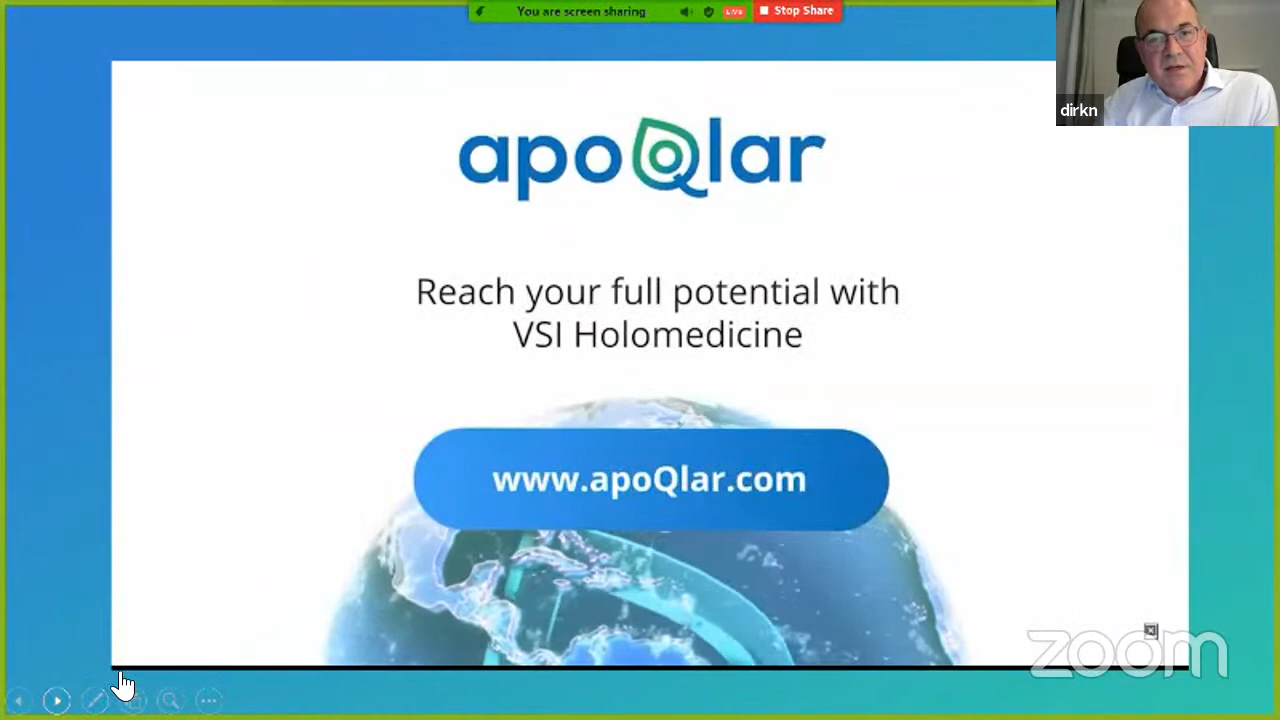 You are screen sharing
LIVE
Stop Share
dirkn
apoQlar
Reach your full potential with
VSI Holomedicine
www.apoQlar.com
zoom